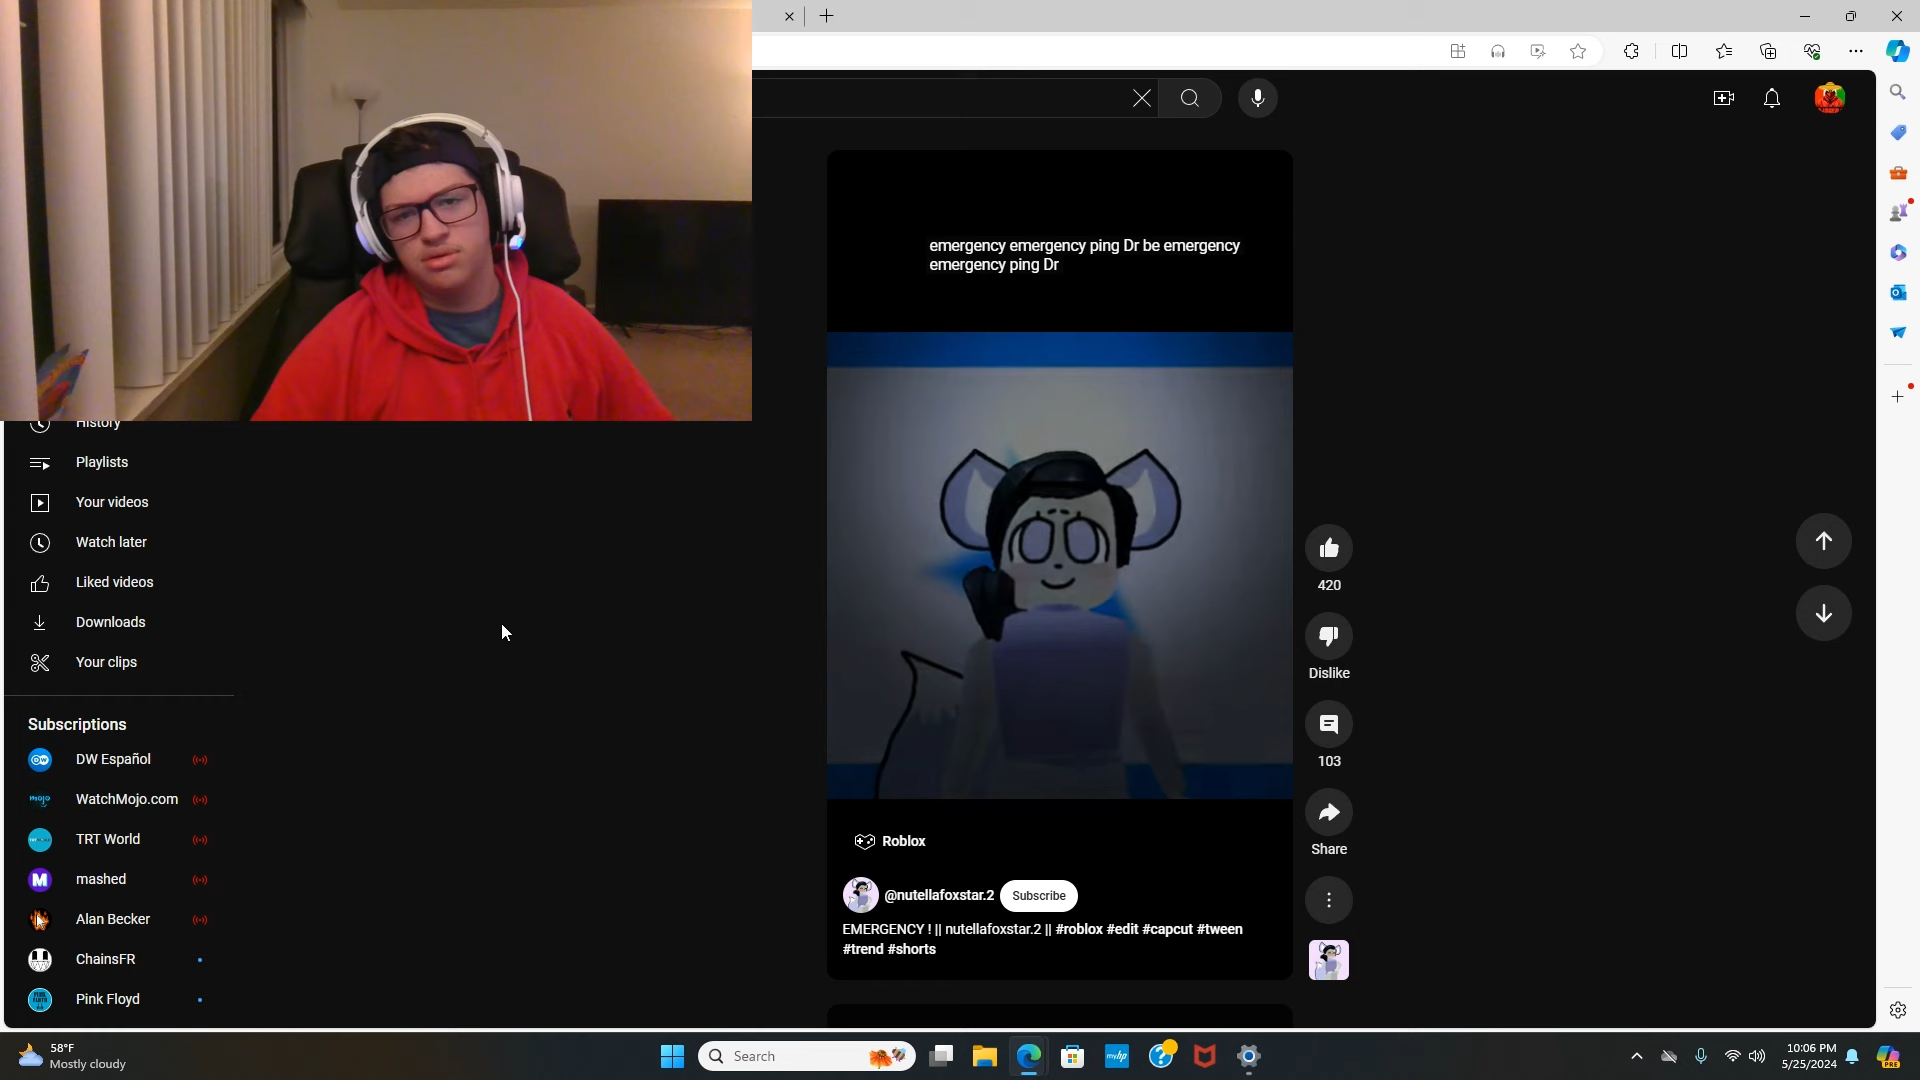 emergency emergency ping Dr be emergency
emergency ping Dr
History
Playlists
Your videos
Watch later
Liked videos
Downloads
Your clips
Subscriptions
DW Español
WatchMojo.com
TRT World
mashed
Alan Becker
ChainsFR
Pink Floyd
420
Dislike
103
Share
Roblox
@nutellafoxstar.2
Subscribe
EMERGENCY ! || nutellafoxstar.2 || #roblox #edit #capcut #tween
#trend #shorts
58°F
Mostly cloudy
Search
10:06 PM
5/25/2024